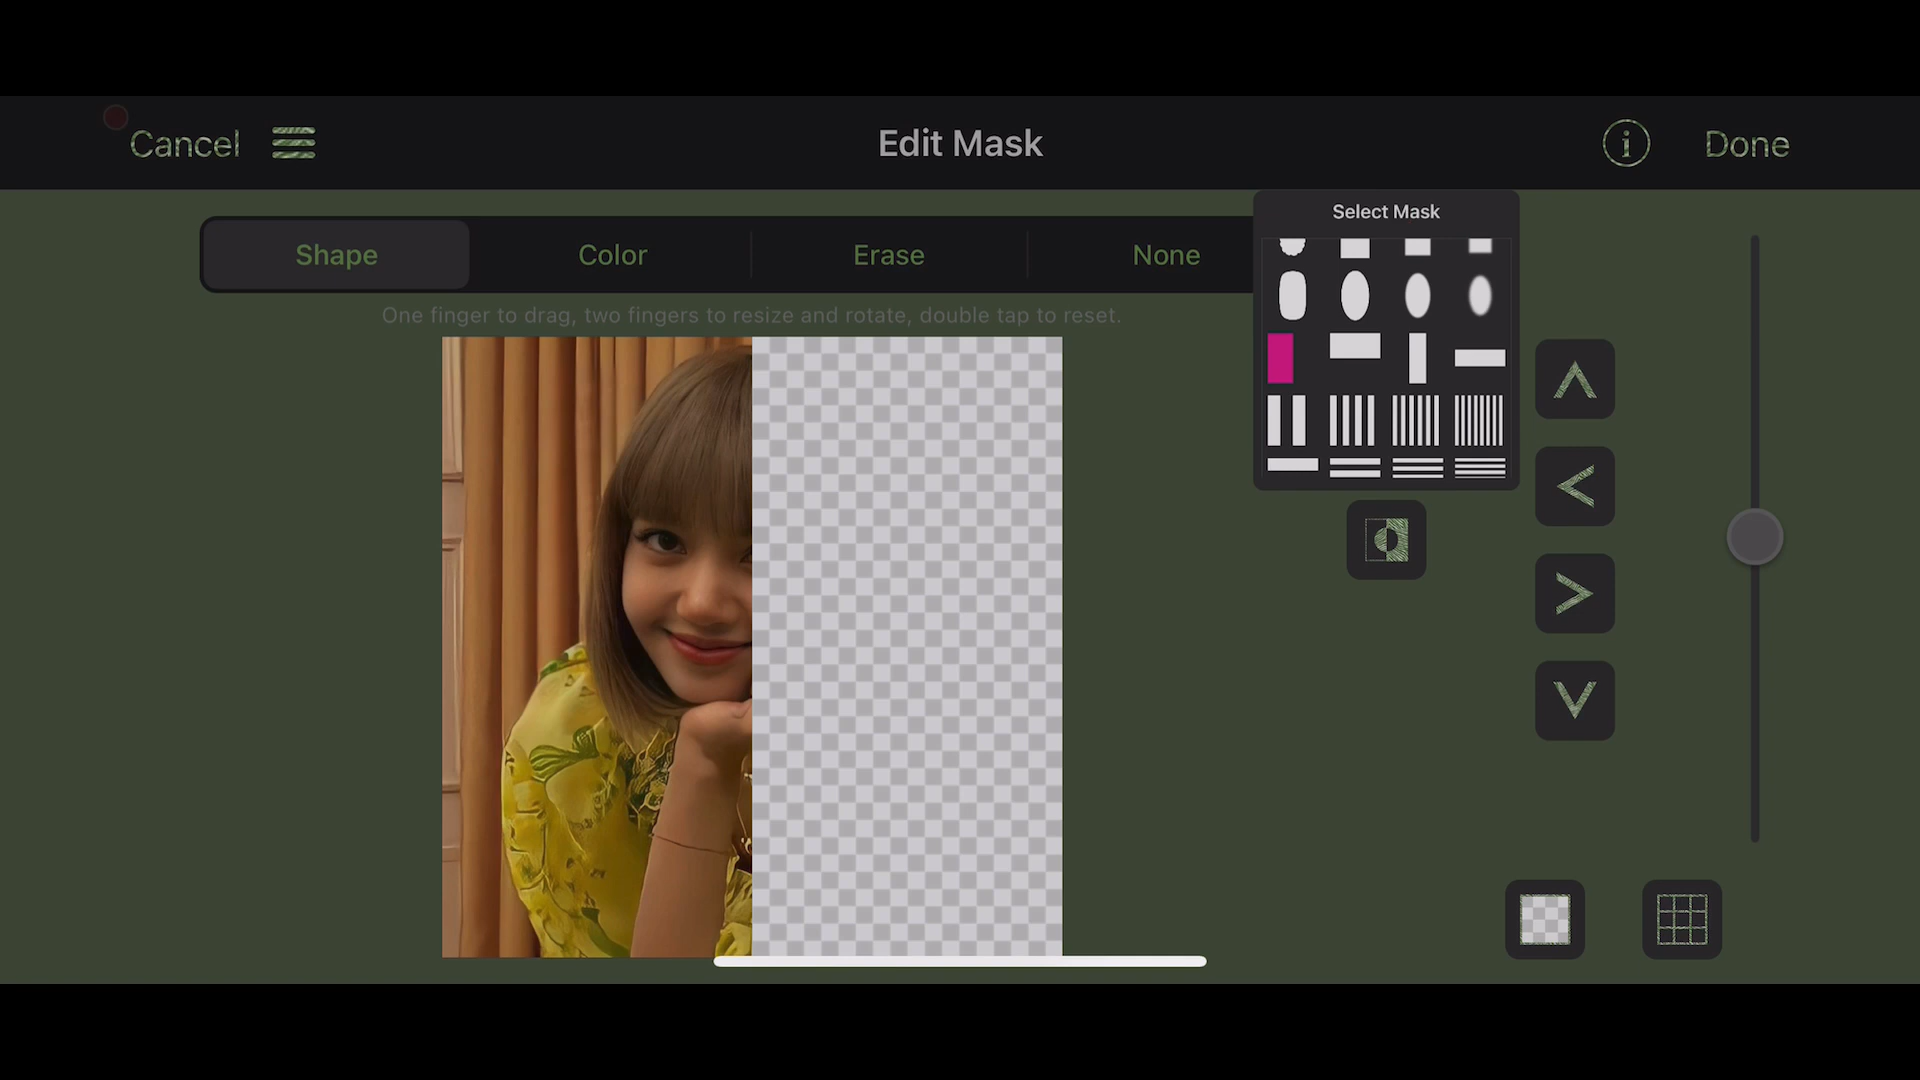 Cancel
Edit Mask
Done
Select Mask
Shape
Color
Erase
None
One finger to drag, two fingers to resize and rotate, double tap to reset.